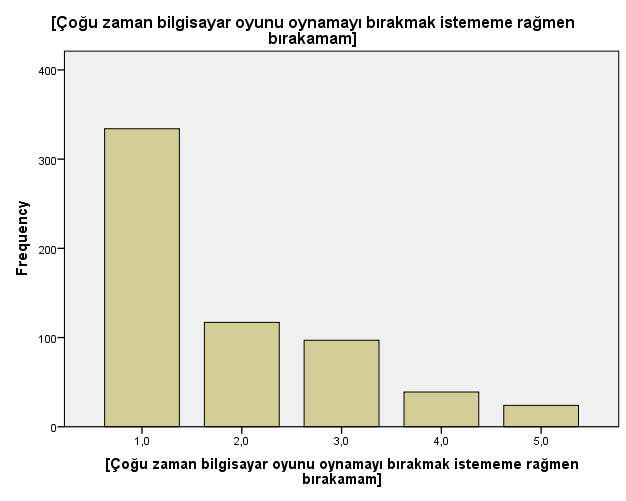 [Çoğu zaman bilgisayar oyunu oynamayı bırakmak istememe rağmen
bırakamam]
400
300
200
100
0
Frequency
1,0 2,0 3,0 4,0 5,0
[Çoğu zaman bilgisayar oyunu oynamayı bırakmak istememe rağmen
bırakamam]